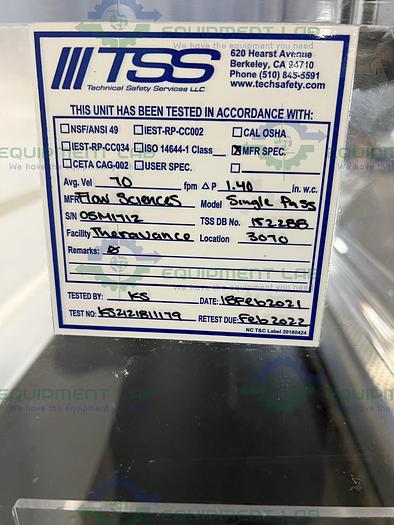 TSS
Technical Safety Services LLC
620 Hearst Avenue
Berkeley, CA 94710
Phone (510) 845-5591
www.techsafety.com
THIS UNIT HAS BEEN TESTED IN ACCORDANCE WITH:
NSF/ANSI 49 IEST-RP-CC002 CAL OSHA
IEST-RP-CC034 ISO 14644-1 Class MFR SPEC.
CETA CAG-002 USER SPEC.
Avg. Vel 70 fpm Δ P 1.40 in. w.c.
MFR Flow Sciences Model Single Pass
S/N 05M1712 TSS DB No. 152288
Facility Theravance Location 3070
Remarks: ø
TESTED BY: KS DATE: 18Feb2021
TEST NO: KS2121811179 RETEST DUE: Feb 2022
NC T&C Label 20180424
EQUIPMENT LAB
We have the equipment everyday